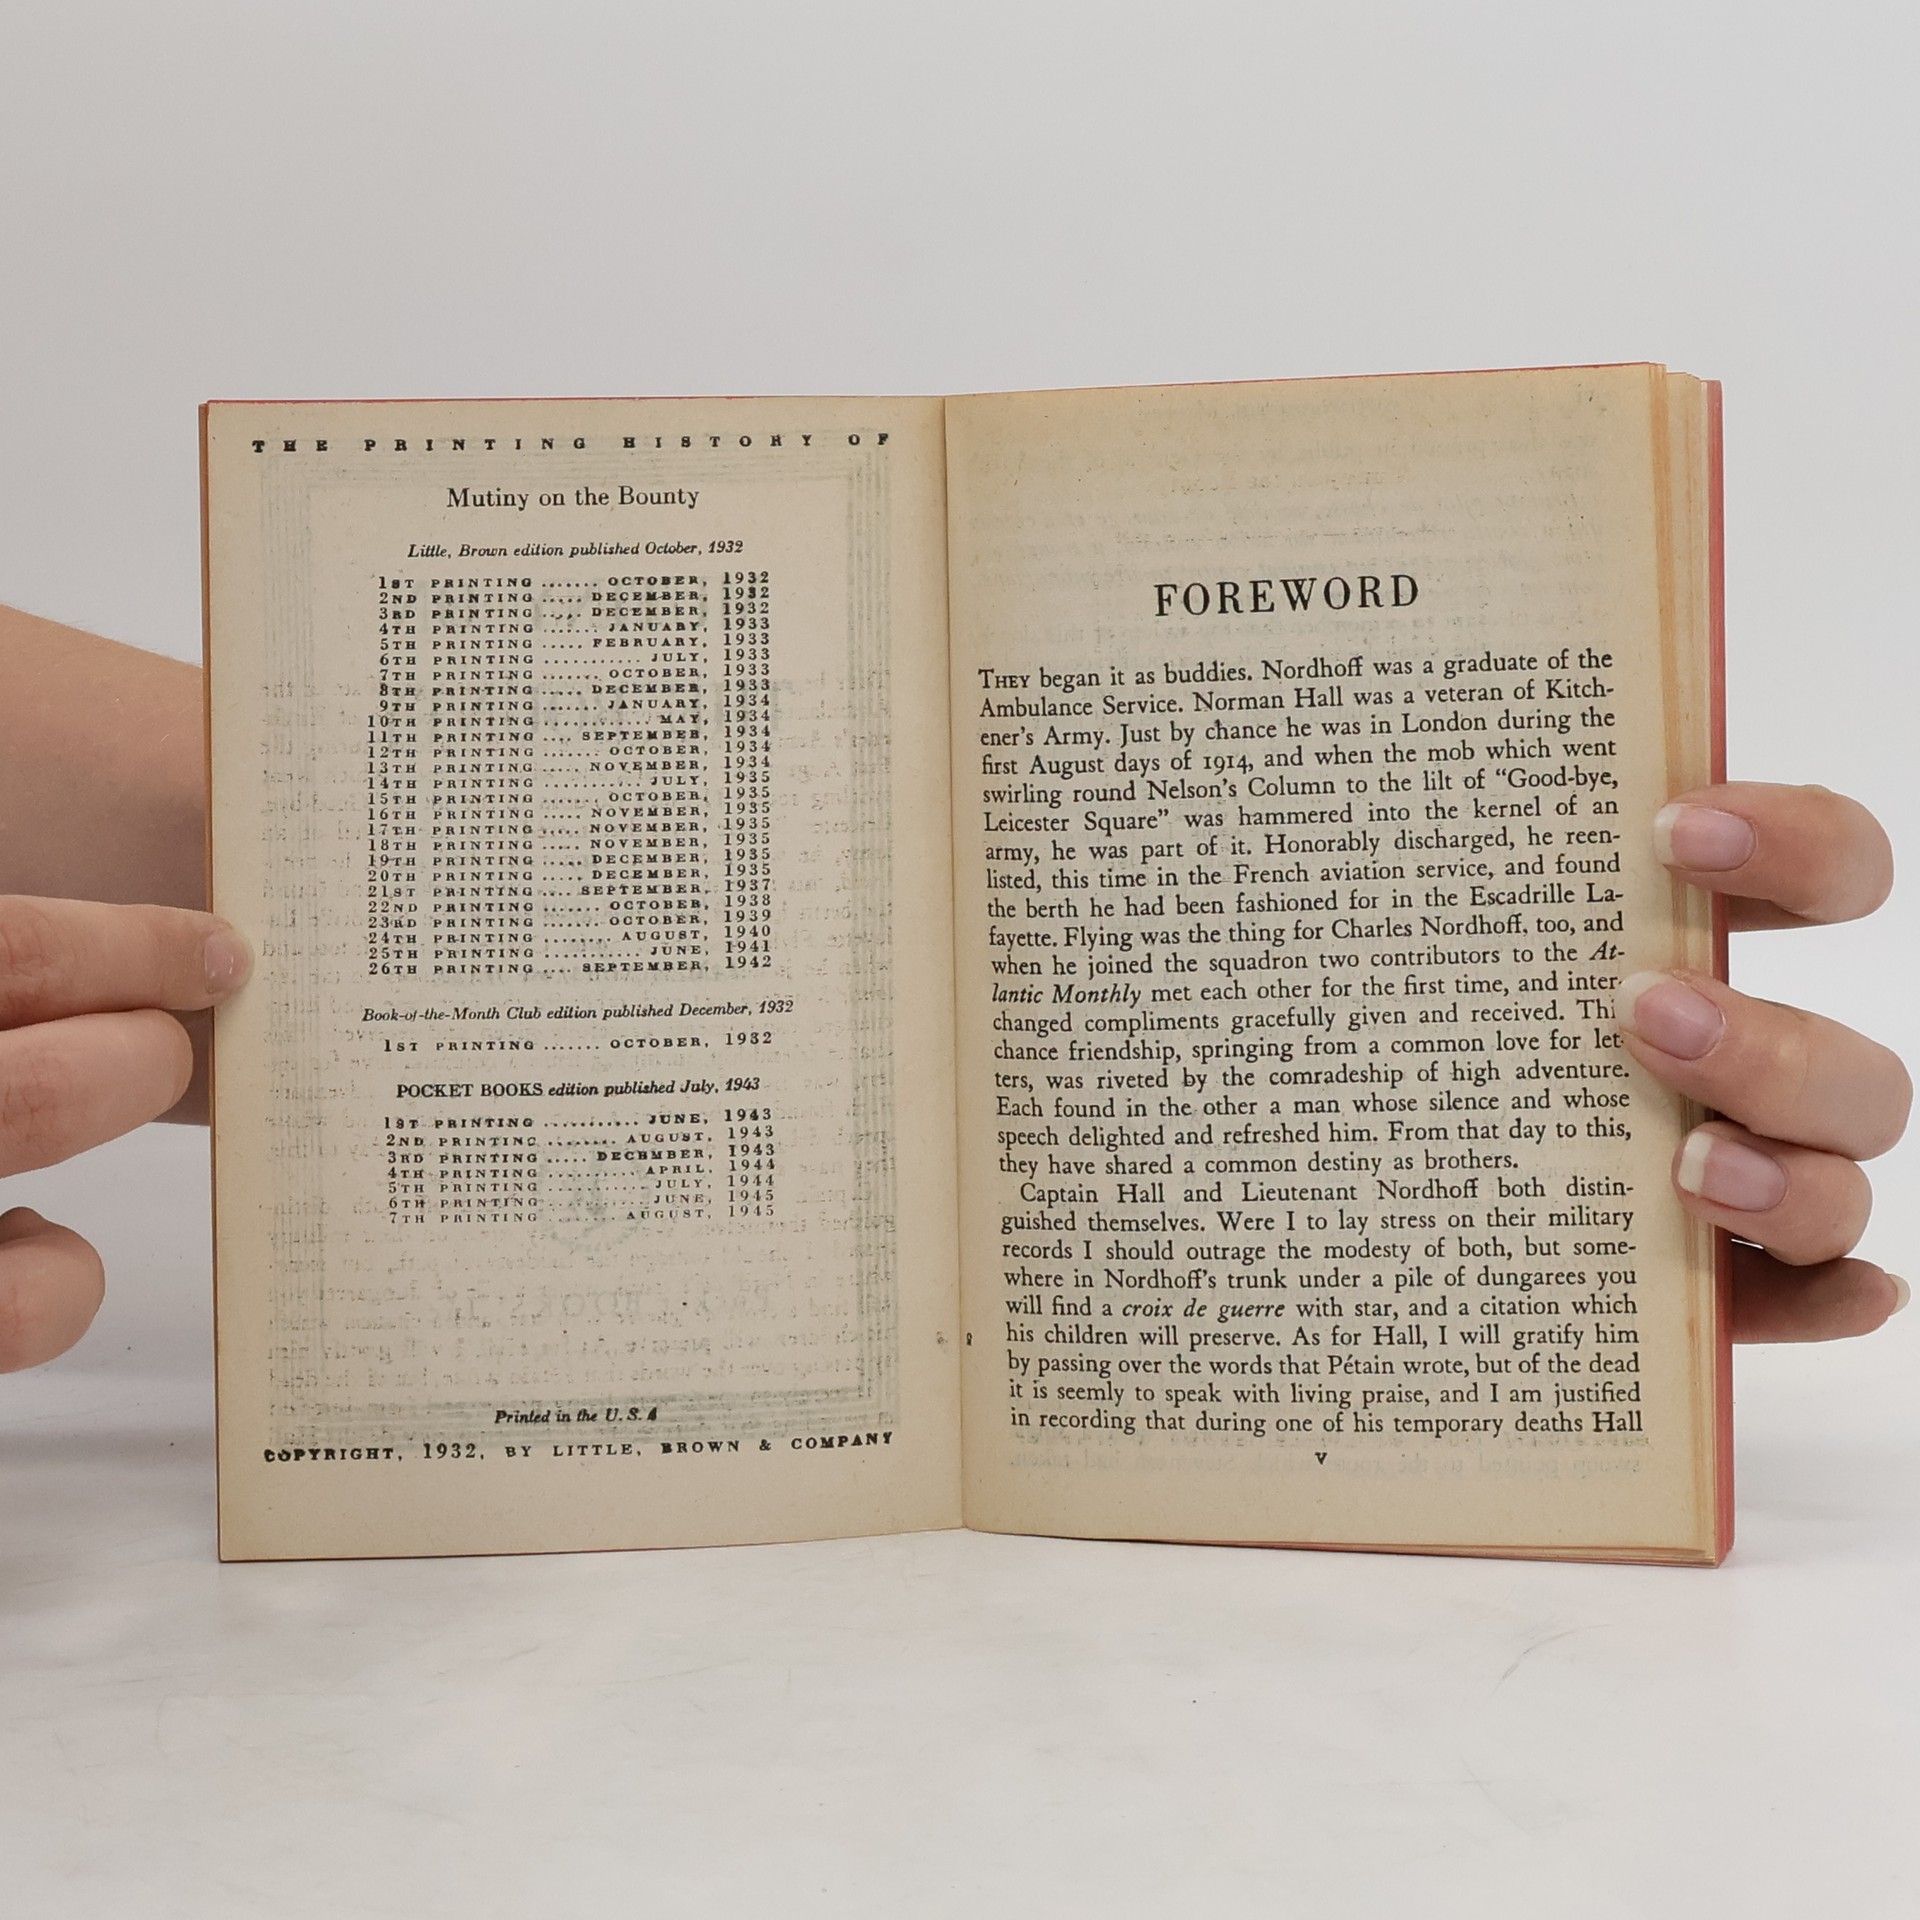 THE PRINTING HISTORY OF
Mutiny on the Bounty
Little, Brown edition published October, 1932
1ST PRINTING ....... OCTOBER, 1932
2ND PRINTING ..... DECEMBER, 1932
3RD PRINTING ..... DECEMBER, 1932
4TH PRINTING ....... JANUARY, 1933
5TH PRINTING ..... FEBRUARY, 1933
6TH PRINTING ............ JULY, 1933
7TH PRINTING ....... OCTOBER, 1933
8TH PRINTING ..... DECEMBER, 1933
9TH PRINTING ....... JANUARY, 1934
10TH PRINTING ............. MAY, 1934
11TH PRINTING .... SEPTEMBER, 1934
12TH PRINTING ....... OCTOBER, 1934
13TH PRINTING ..... NOVEMBER, 1934
14TH PRINTING ............ JULY, 1935
15TH PRINTING ....... OCTOBER, 1935
16TH PRINTING ..... NOVEMBER, 1935
17TH PRINTING ..... NOVEMBER, 1935
18TH PRINTING ..... NOVEMBER, 1935
19TH PRINTING ..... DECEMBER, 1935
20TH PRINTING ..... DECEMBER, 1935
21ST PRINTING .... SEPTEMBER, 1937
22ND PRINTING ....... OCTOBER, 1938
23RD PRINTING ....... OCTOBER, 1939
24TH PRINTING ........ AUGUST, 1940
25TH PRINTING ........... JUNE, 1941
26TH PRINTING .... SEPTEMBER, 1942
Book-of-the-Month Club edition published December, 1932
1ST PRINTING ....... OCTOBER, 1932
POCKET BOOKS edition published July, 1943
1ST PRINTING ........... JUNE, 1943
2ND PRINTING ........ AUGUST, 1943
3RD PRINTING ..... DECEMBER, 1943
4TH PRINTING .......... APRIL, 1944
5TH PRINTING ........... JULY, 1944
6TH PRINTING ........... JUNE, 1945
7TH PRINTING ........ AUGUST, 1945
Printed in the U. S. A
COPYRIGHT, 1932, BY LITTLE, BROWN & COMPANY
FOREWORD
THEY began it as buddies. Nordhoff was a graduate of the
Ambulance Service. Norman Hall was a veteran of Kitch-
ener's Army. Just by chance he was in London during the
first August days of 1914, and when the mob which went
swirling round Nelson's Column to the lilt of "Good-bye,
Leicester Square" was hammered into the kernel of an
army, he was part of it. Honorably discharged, he reen-
listed, this time in the French aviation service, and found
the berth he had been fashioned for in the Escadrille La-
fayette. Flying was the thing for Charles Nordhoff, too, and
when he joined the squadron two contributors to the At-
lantic Monthly met each other for the first time, and inter-
changed compliments gracefully given and received. Thi
chance friendship, springing from a common love for let-
ters, was riveted by the comradeship of high adventure.
Each found in the other a man whose silence and whose
speech delighted and refreshed him. From that day to this,
they have shared a common destiny as brothers.
Captain Hall and Lieutenant Nordhoff both distin-
guished themselves. Were I to lay stress on their military
records I should outrage the modesty of both, but some-
where in Nordhoff's trunk under a pile of dungarees you
will find a croix de guerre with star, and a citation which
his children will preserve. As for Hall, I will gratify him
by passing over the words that Pétain wrote, but of the dead
it is seemly to speak with living praise, and I am justified
in recording that during one of his temporary deaths Hall
v